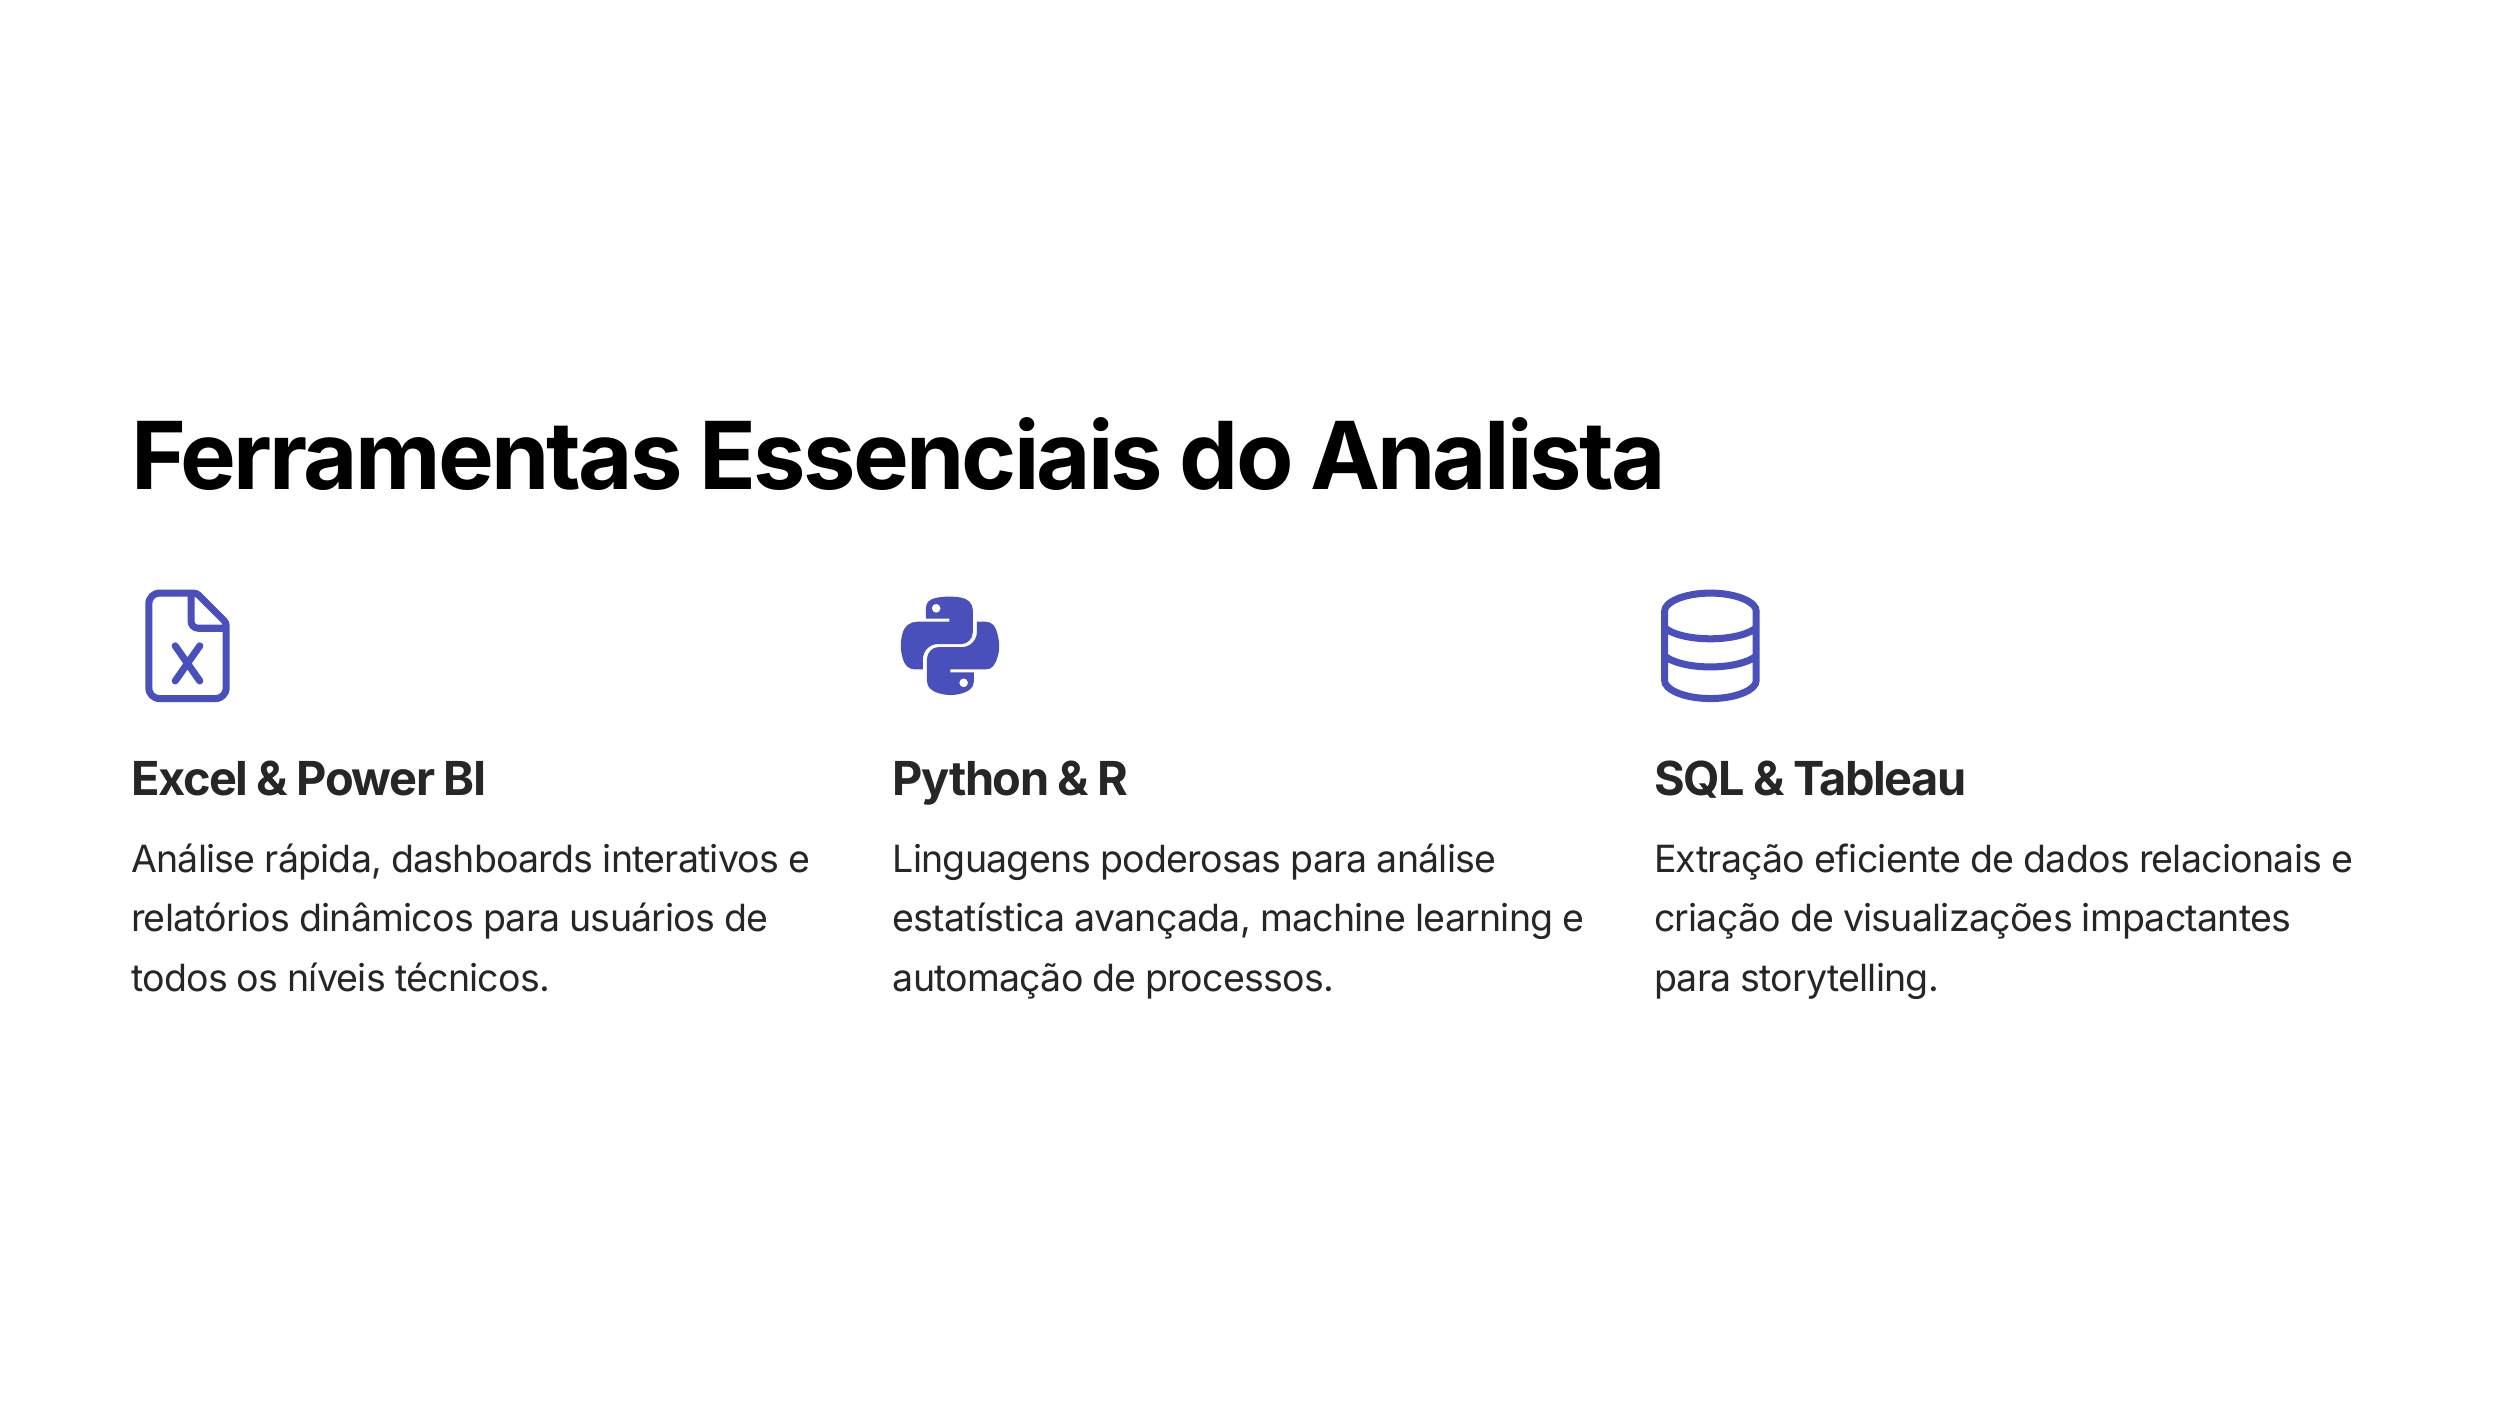 Ferramentas Essenciais do Analista
X
Excel & Power BI
Análise rápida, dashboards interativos e
relatórios dinâmicos para usuários de
todos os níveis técnicos.
Python & R
Linguagens poderosas para análise
estatística avançada, machine learning e
automação de processos.
SQL & Tableau
Extração eficiente de dados relacionais e
criação de visualizações impactantes
para storytelling.